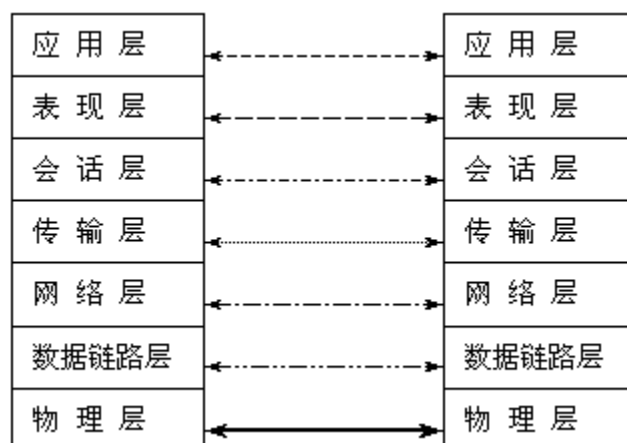 应用层 应用层
表现层 表现层
会话层 会话层
传输层 传输层
网络层 网络层
数据链路层 数据链路层
物理层 物理层